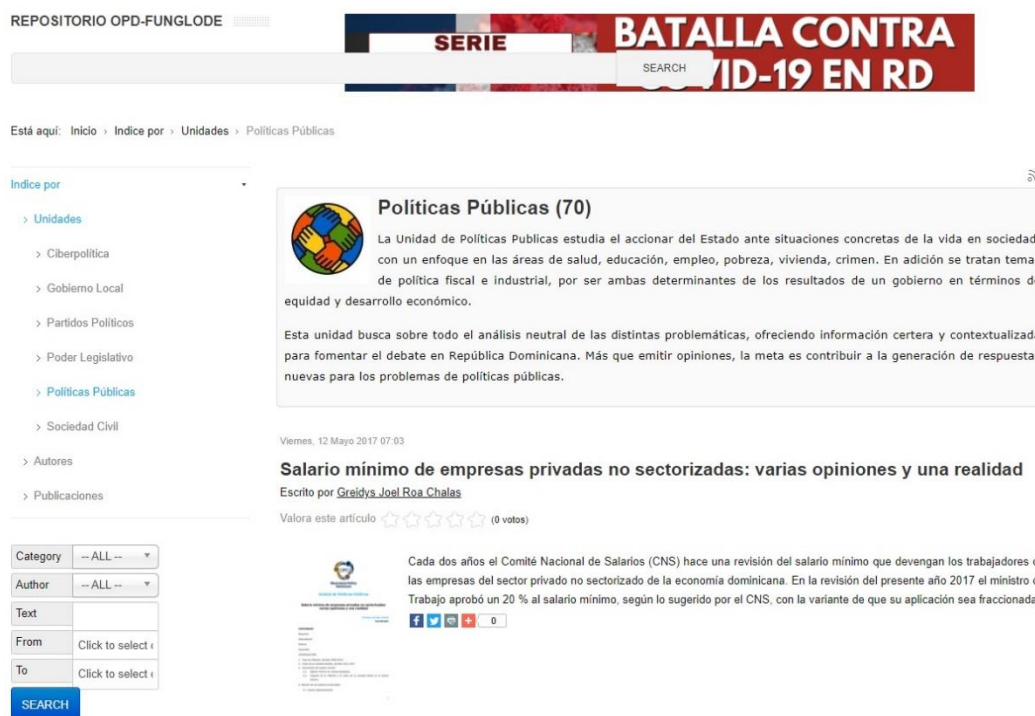 REPOSITORIO OPD-FUNGLODE
SERIE
BATALLA CONTRA
VID-19 EN RD
SEARCH
Está aquí: Inicio › Indice por › Unidades › Políticas Públicas
Indice por
> Unidades
> Ciberpolítica
> Gobierno Local
> Partidos Políticos
> Poder Legislativo
> Políticas Públicas
> Sociedad Civil
> Autores
> Publicaciones
Category -- ALL --
Author -- ALL --
Text
From Click to select
To Click to select
SEARCH
Políticas Públicas (70)
La Unidad de Políticas Publicas estudia el accionar del Estado ante situaciones concretas de la vida en sociedad
con un enfoque en las áreas de salud, educación, empleo, pobreza, vivienda, crimen. En adición se tratan tema
de política fiscal e industrial, por ser ambas determinantes de los resultados de un gobierno en términos d
equidad y desarrollo económico.
Esta unidad busca sobre todo el análisis neutral de las distintas problemáticas, ofreciendo información certera y contextualizad
para fomentar el debate en República Dominicana. Más que emitir opiniones, la meta es contribuir a la generación de respuesta
nuevas para los problemas de políticas públicas.
Viernes, 12 Mayo 2017 07:03
Salario mínimo de empresas privadas no sectorizadas: varias opiniones y una realidad
Escrito por Greidys Joel Roa Chalas
Valora este artículo (0 votos)
Cada dos años el Comité Nacional de Salarios (CNS) hace una revisión del salario mínimo que devengan los trabajadores
las empresas del sector privado no sectorizado de la economía dominicana. En la revisión del presente año 2017 el ministro
Trabajo aprobó un 20 % al salario mínimo, según lo sugerido por el CNS, con la variante de que su aplicación sea fraccionada
0